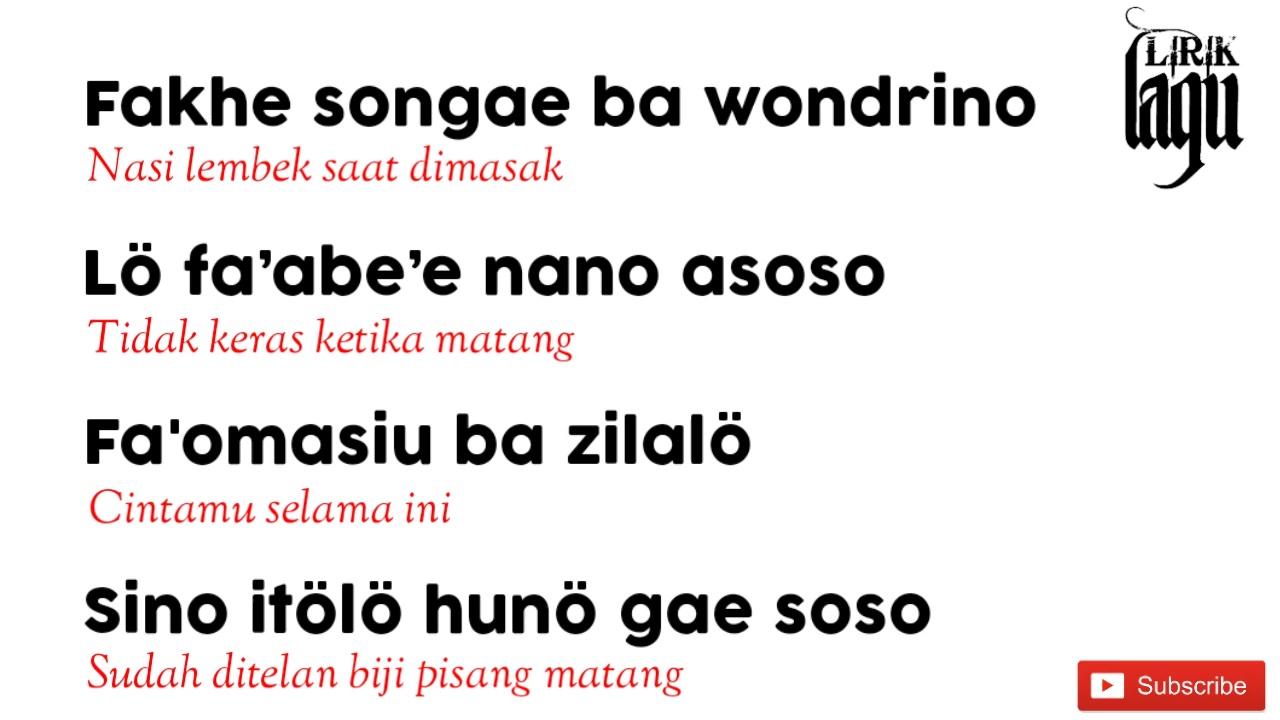 LIRIK
lagu
Fakhe songae ba wondrino
Nasi lembek saat dimasak
Lö fa’abe’e nano asoso
Tidak keras ketika matang
Fa'omasiu ba zilalö
Cintamu selama ini
Sino itölö hunö gae soso
Sudah ditelan biji pisang matang
Subscribe